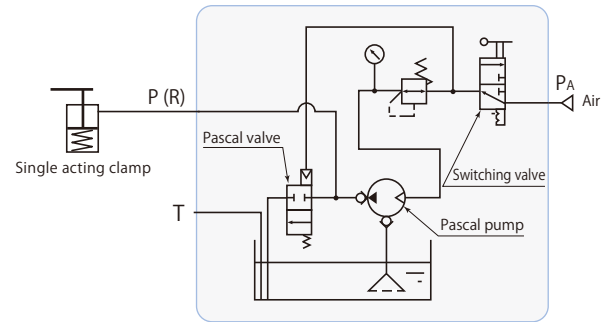 P (R)
PA
Air
Single acting clamp
Pascal valve
Switching valve
T
Pascal pump